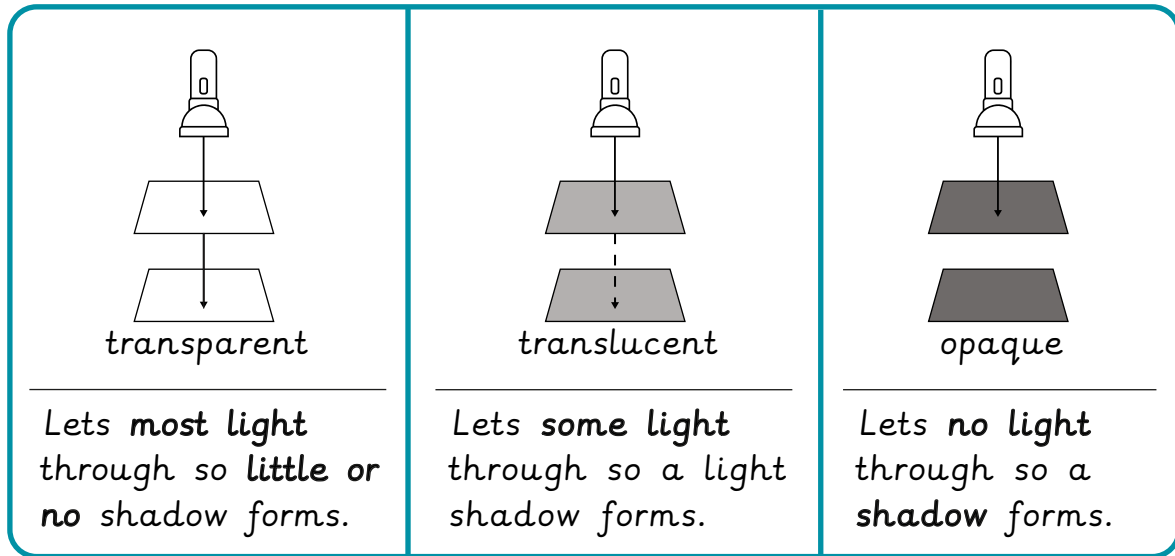 transparent
Lets most light
through so little or
no shadow forms.
translucent
Lets some light
through so a light
shadow forms.
opaque
Lets no light
through so a
shadow forms.